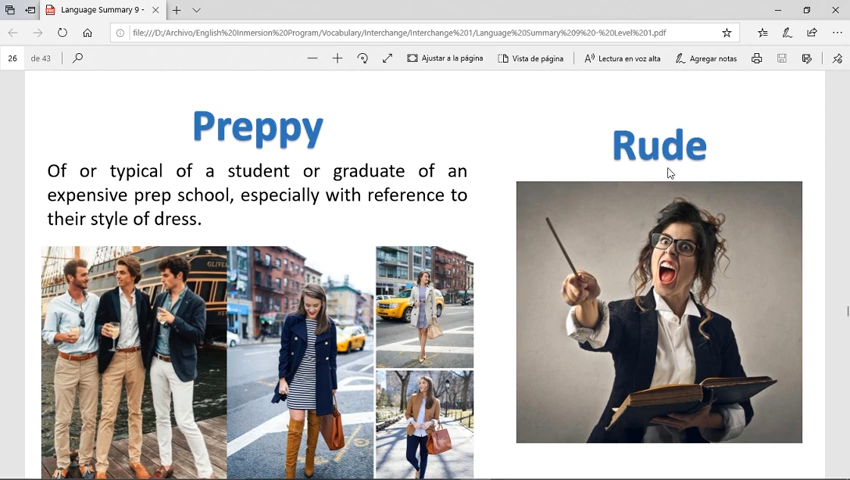 Language Summary 9 -
file:///D:/Archivo/English%20Inmersion%20Program/Vocabulary/Interchange/Interchange%201/Language%20Summary%209%20-%20Level%201.pdf
26 de 43
Ajustar a la página
Vista de página
Lectura en voz alta
Agregar notas
Preppy
Of or typical of a student or graduate of an
expensive prep school, especially with reference to
their style of dress.
Rude